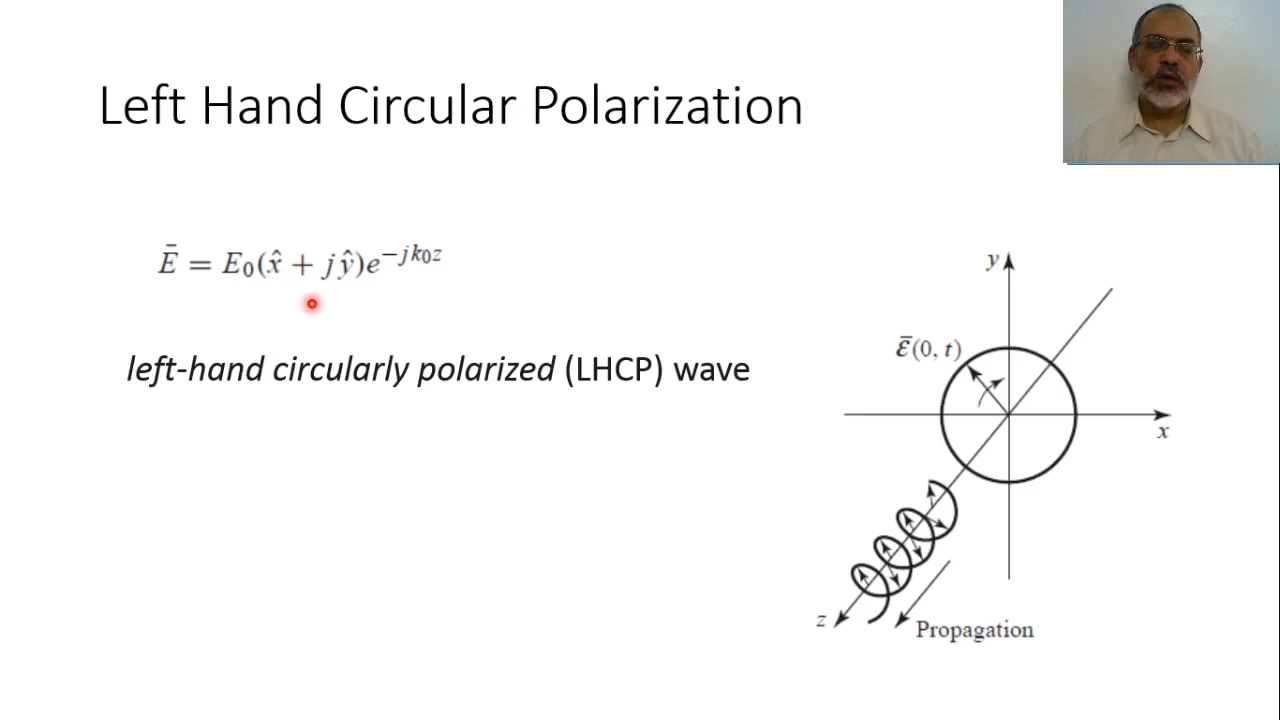 Left Hand Circular Polarization
Ē = E₀(x̂ + jŷ)e^{−jk₀z}
left-hand circularly polarized (LHCP) wave
y
ℰ̄(0, t)
x
z
Propagation